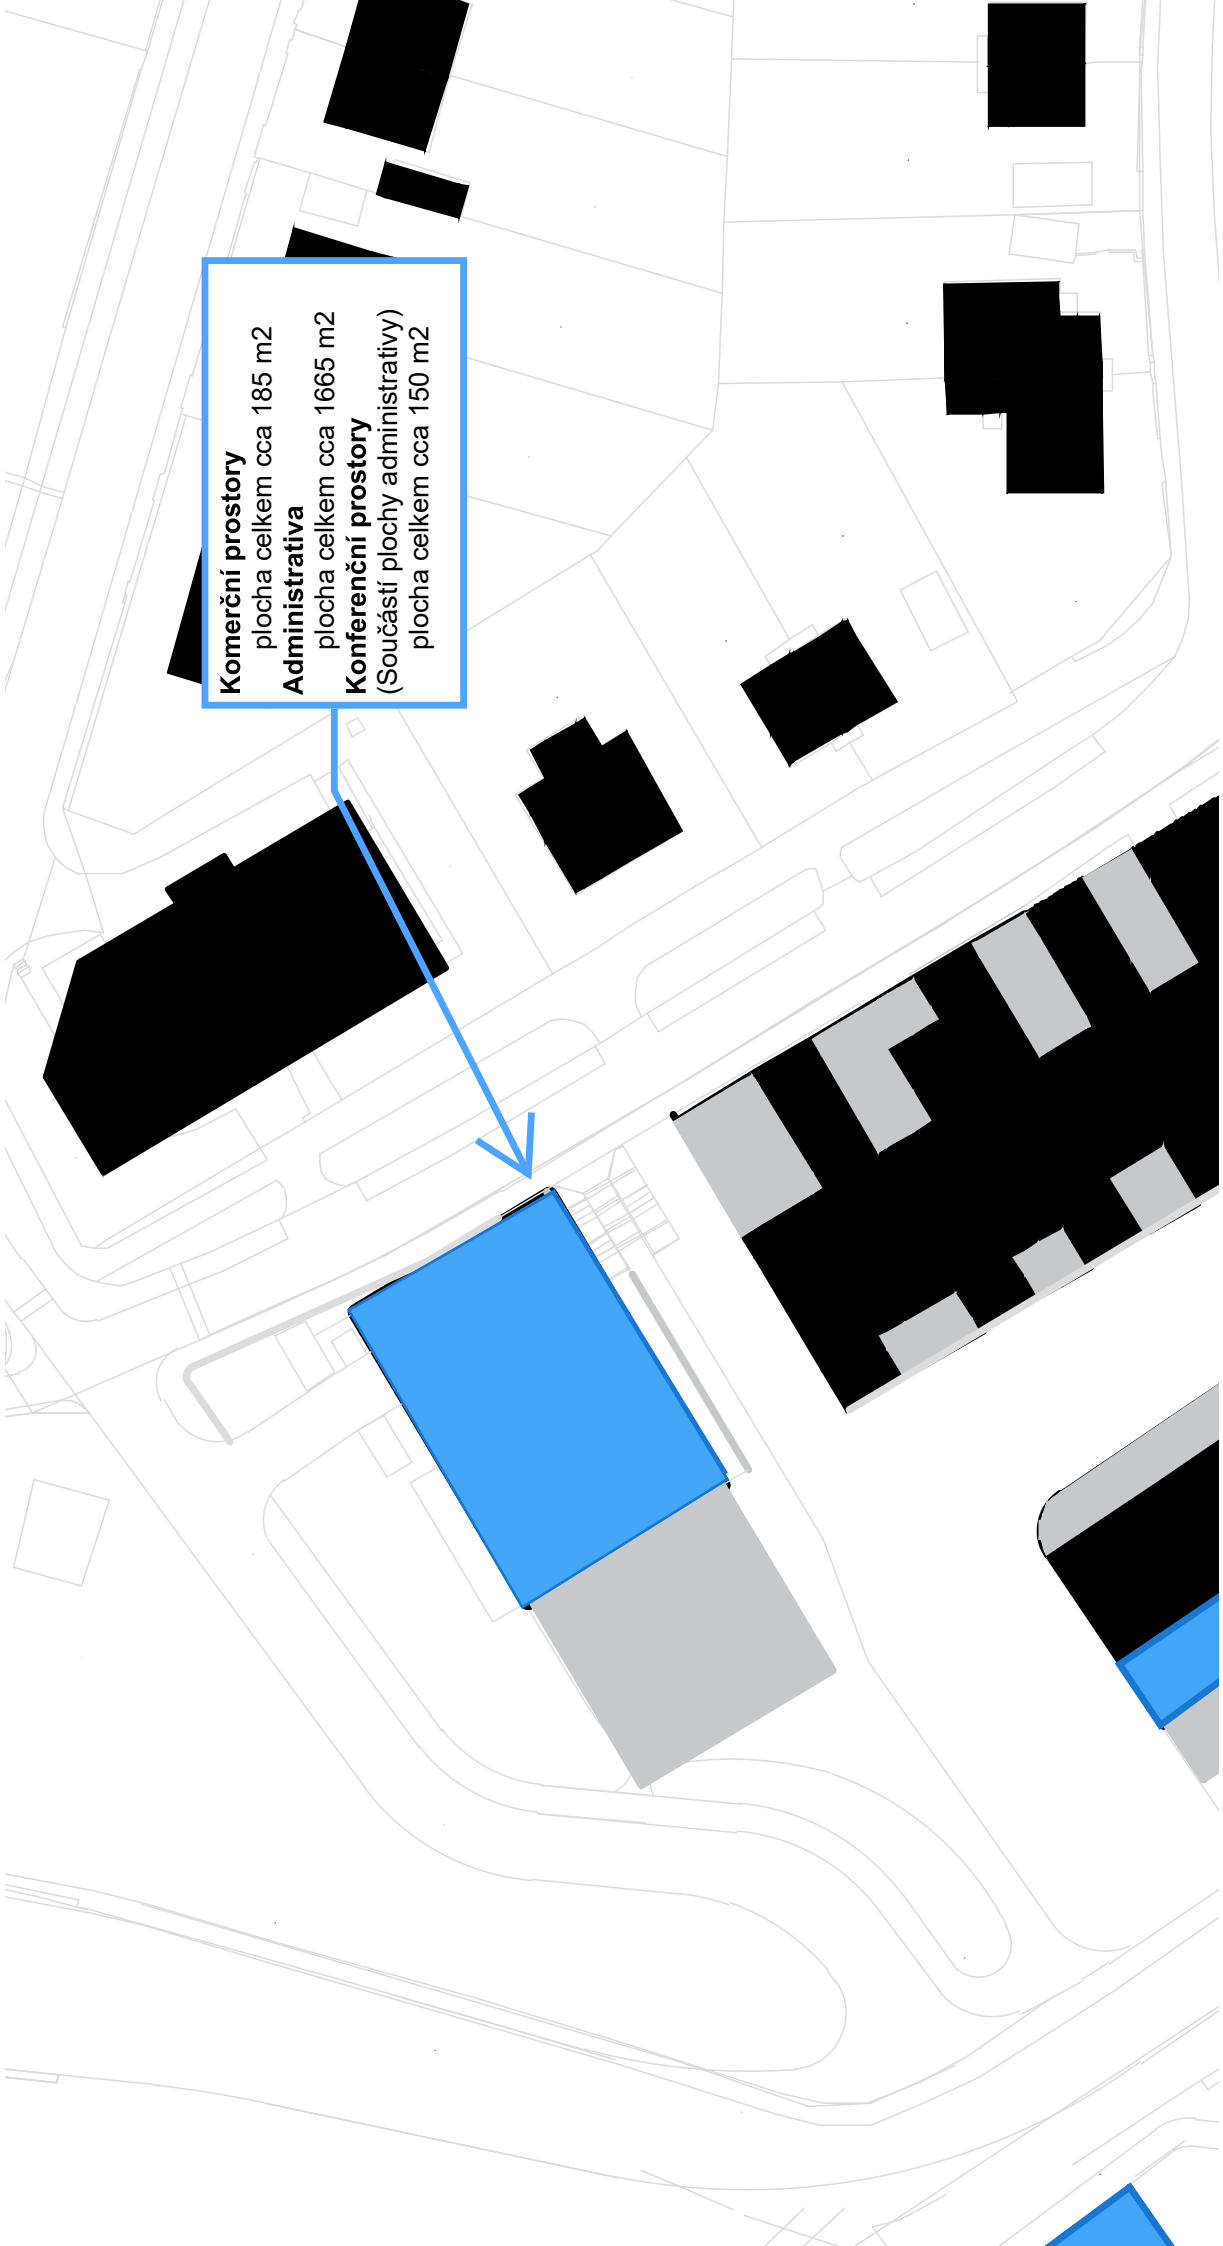 Komerční prostory
plocha celkem cca 185 m2
Administrativa
plocha celkem cca 1665 m2
Konferenční prostory
(Součástí plochy administrativy)
plocha celkem cca 150 m2